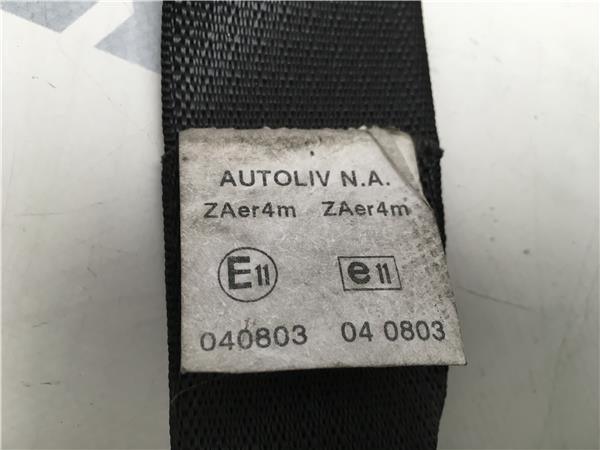 AUTOLIV N.A.
ZAer4m ZAer4m
E11 e11
040803 04 0803